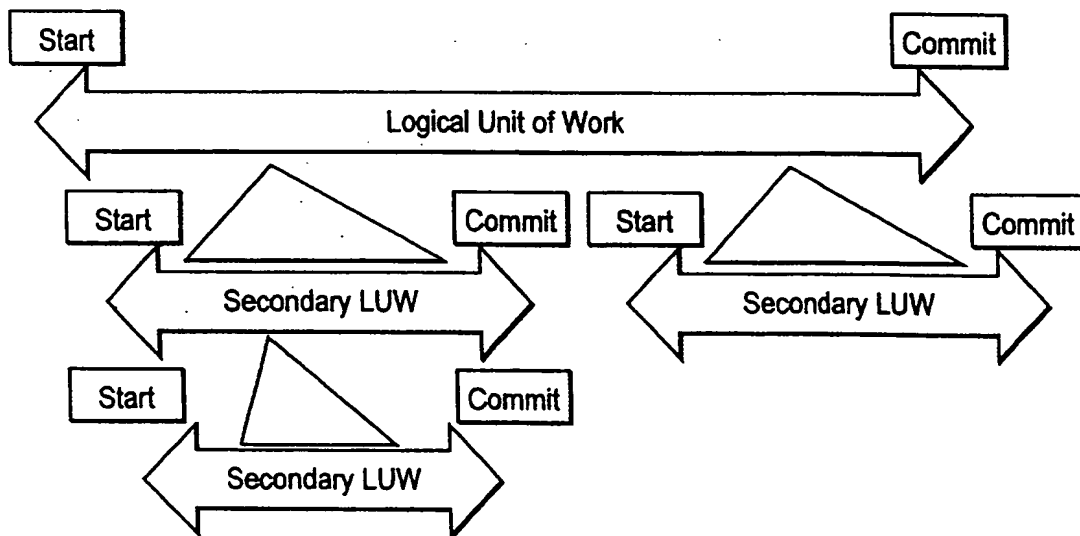 Start
Commit
Logical Unit of Work
Start
Commit
Start
Commit
Secondary LUW
Secondary LUW
Start
Commit
Secondary LUW